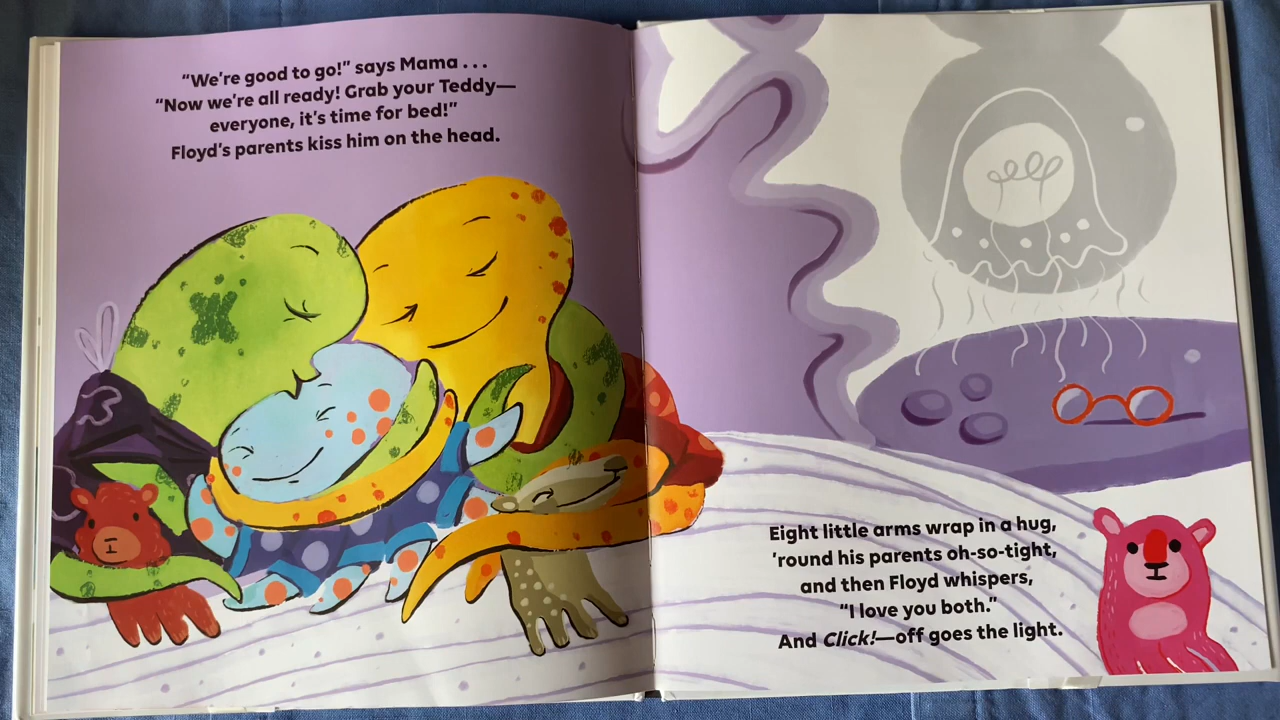 “We’re good to go!” says Mama . . .
“Now we’re all ready! Grab your Teddy—
everyone, it’s time for bed!”
Floyd’s parents kiss him on the head.
Eight little arms wrap in a hug,
’round his parents oh-so-tight,
and then Floyd whispers,
“I love you both.”
And Click!—off goes the light.